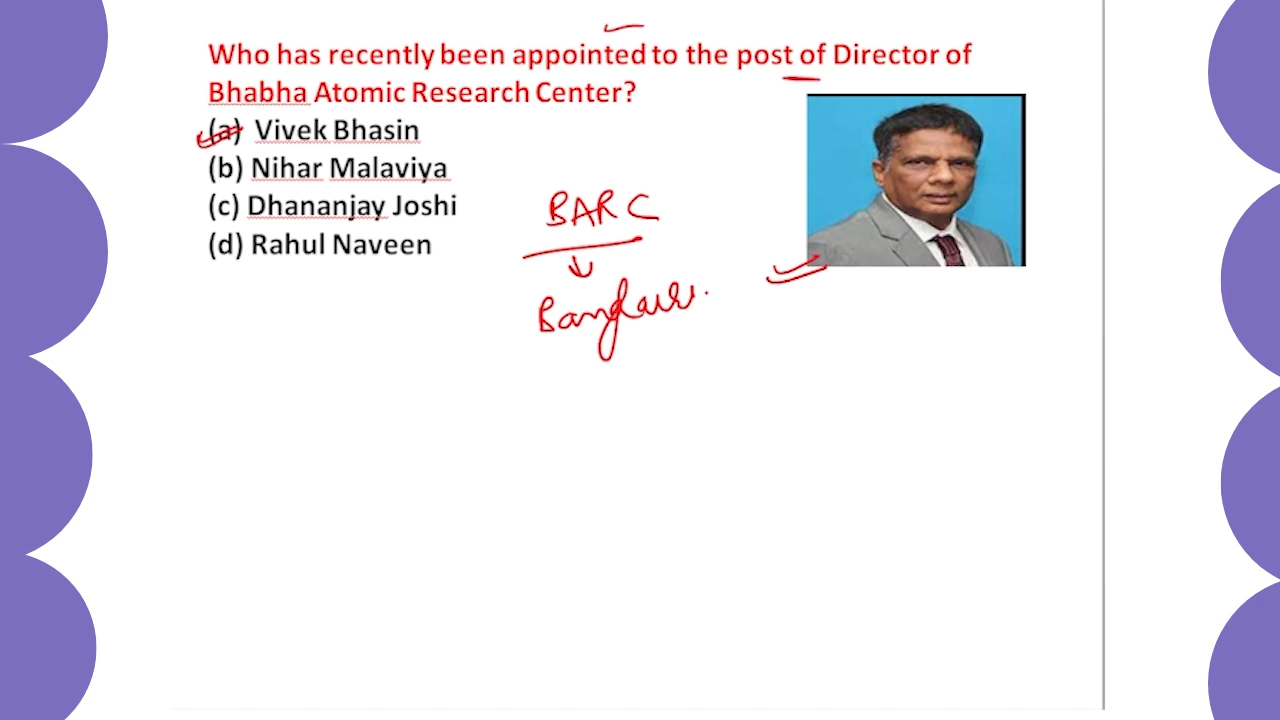 Who has recently been appointed to the post of Director of
Bhabha Atomic Research Center?
(a) Vivek Bhasin
(b) Nihar Malaviya
(c) Dhananjay Joshi
(d) Rahul Naveen
BARC